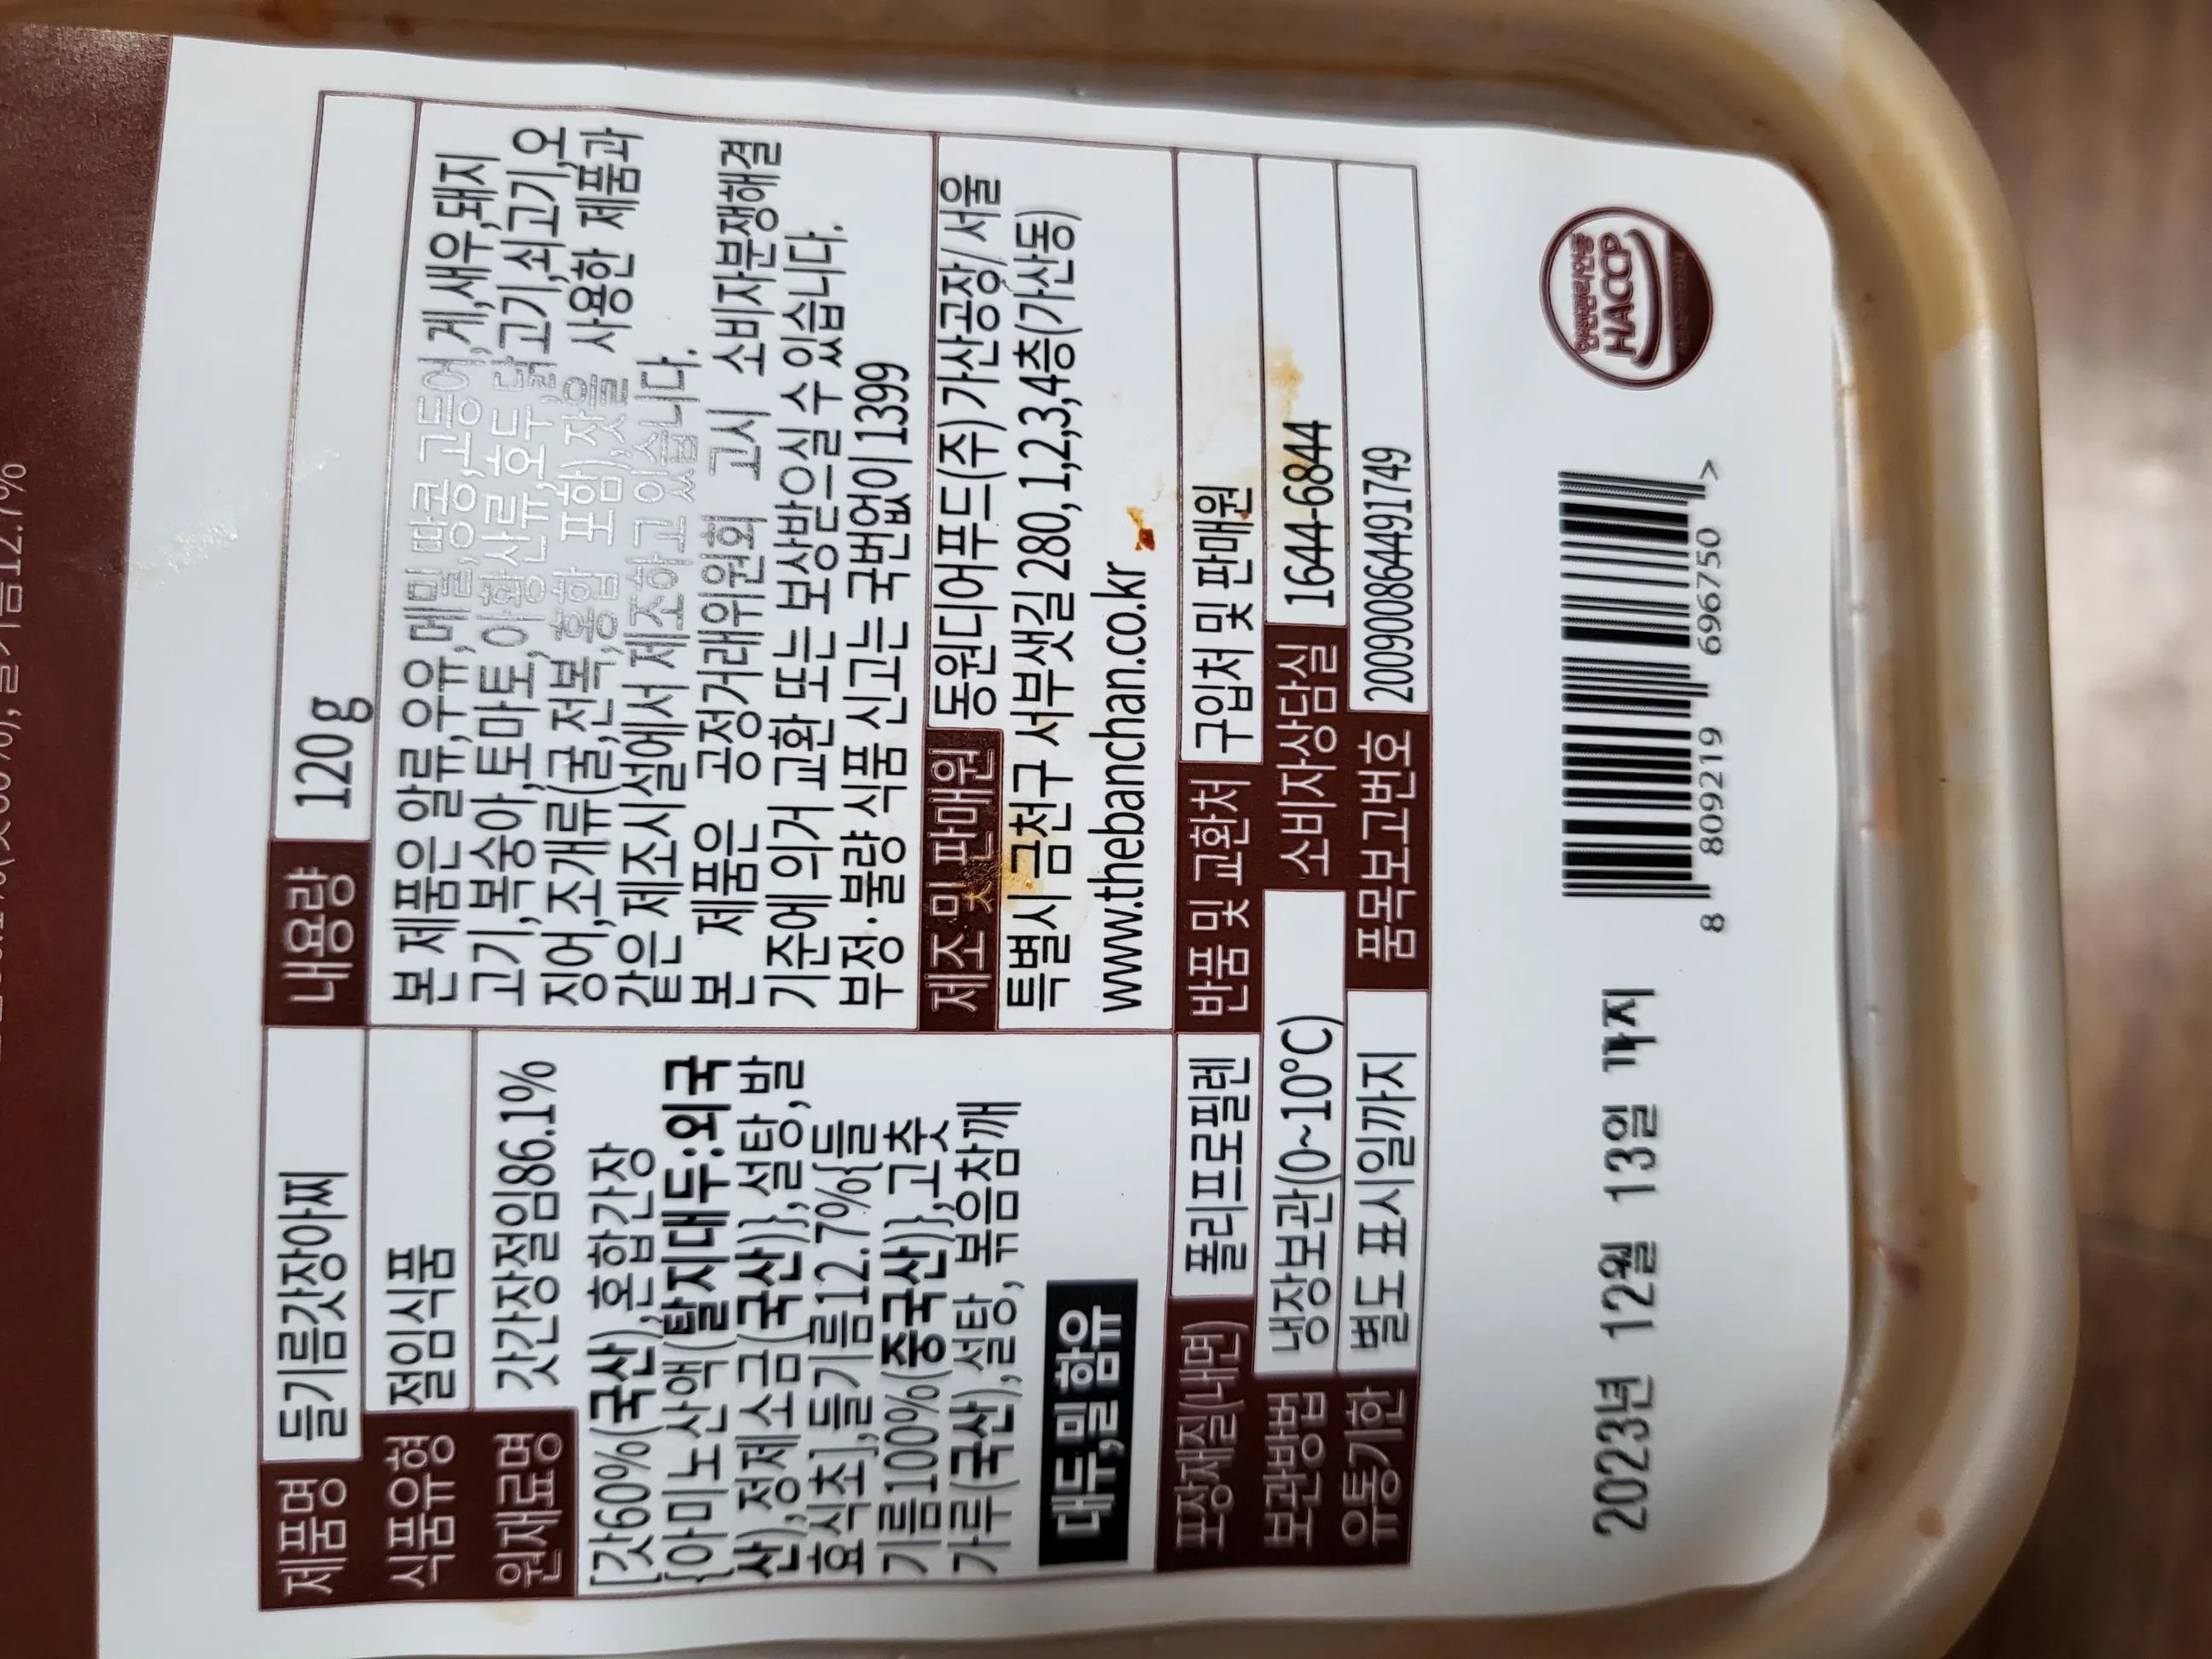 제품명 들기름갓장아찌
식품유형 절임식품
원재료명 갓간장절임86.1%
[갓60%(국산),혼합간장
{아미노산액(탈지대두:외국
산),정제소금(국산)},설탕,발
효식초],들기름12.7%{들
기름100%(중국산)},고춧
가루(국산),설탕, 볶음참깨
대두,밀 함유
내용량 120g
본 제품은 알류,우유,메밀,땅콩,고등어,게,새우,돼지
고기,복숭아,토마토,아황산류,호두,닭고기,쇠고기,오
징어,조개류(굴,전복,홍합 포함),잣을 사용한 제품과
같은 제조시설에서 제조하고 있습니다.
본 제품은 공정거래위원회 고시 소비자분쟁해결
기준에 의거 교환 또는 보상받으실 수 있습니다.
부정·불량 식품 신고는 국번없이 1399
제조 및 판매원 동원디어푸드(주) 가산공장/ 서울
특별시 금천구 서부샛길 280, 1,2,3,4층(가산동)
www.thebanchan.co.kr
포장재질(내면) 폴리프로필렌
반품 및 교환처 구입처 및 판매원
보관방법 냉장보관(0~10℃)
소비자상담실 1644-6844
유통기한 별도 표시일까지
품목보고번호 20090086449​1749
2023년 12월 13일 까지
8 809219 696750 >
안전관리인증
HACCP